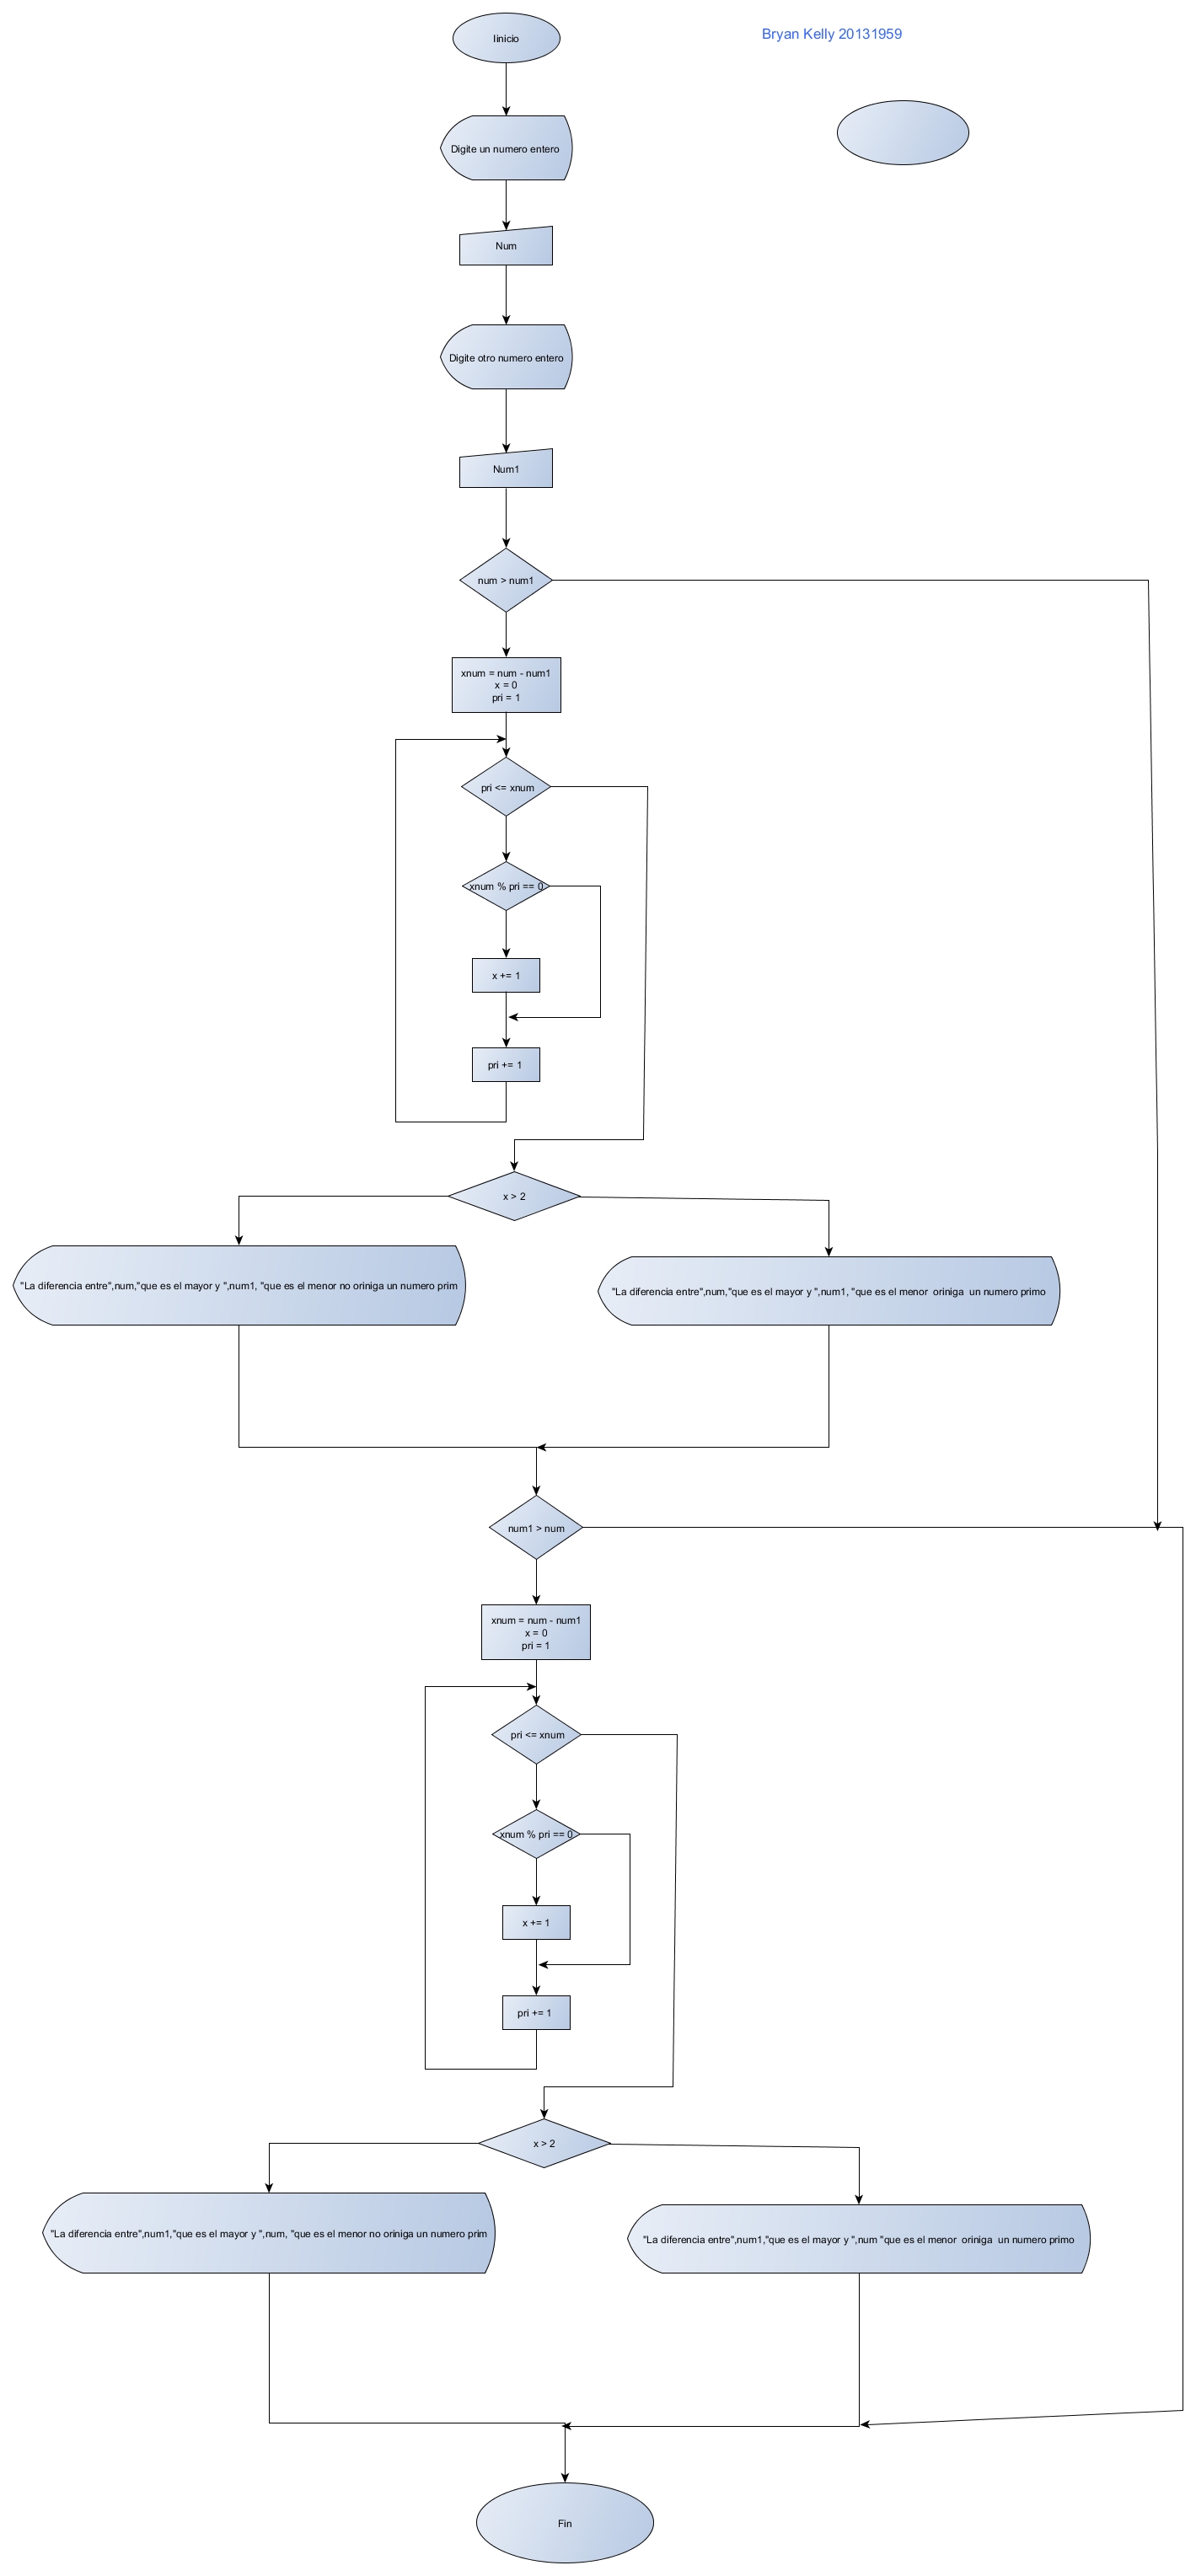 Iinicio
Bryan Kelly 20131959
Digite un numero entero
Num
Digite otro numero entero
Num1
num > num1
xnum = num - num1
x = 0
pri = 1
pri <= xnum
xnum % pri == 0
x += 1
pri += 1
x > 2
"La diferencia entre",num,"que es el mayor y ",num1, "que es el menor no oriniga un numero prim
"La diferencia entre",num,"que es el mayor y ",num1, "que es el menor  oriniga  un numero primo
num1 > num
xnum = num - num1
x = 0
pri = 1
pri <= xnum
xnum % pri == 0
x += 1
pri += 1
x > 2
"La diferencia entre",num1,"que es el mayor y ",num, "que es el menor no oriniga un numero prim
"La diferencia entre",num1,"que es el mayor y ",num "que es el menor  oriniga  un numero primo
Fin